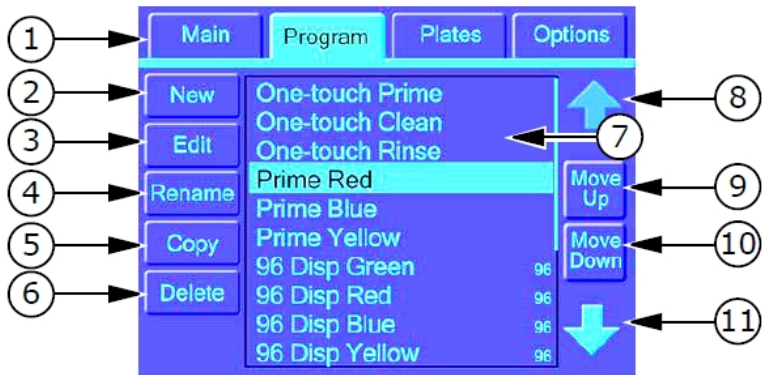 1
Main
Program
Plates
Options
2
New
3
Edit
4
Rename
5
Copy
6
Delete
One-touch Prime
One-touch Clean
One-touch Rinse
Prime Red
Prime Blue
Prime Yellow
96 Disp Green 96
96 Disp Red 96
96 Disp Blue 96
96 Disp Yellow 96
7
8
Move
Up
9
Move
Down
10
11